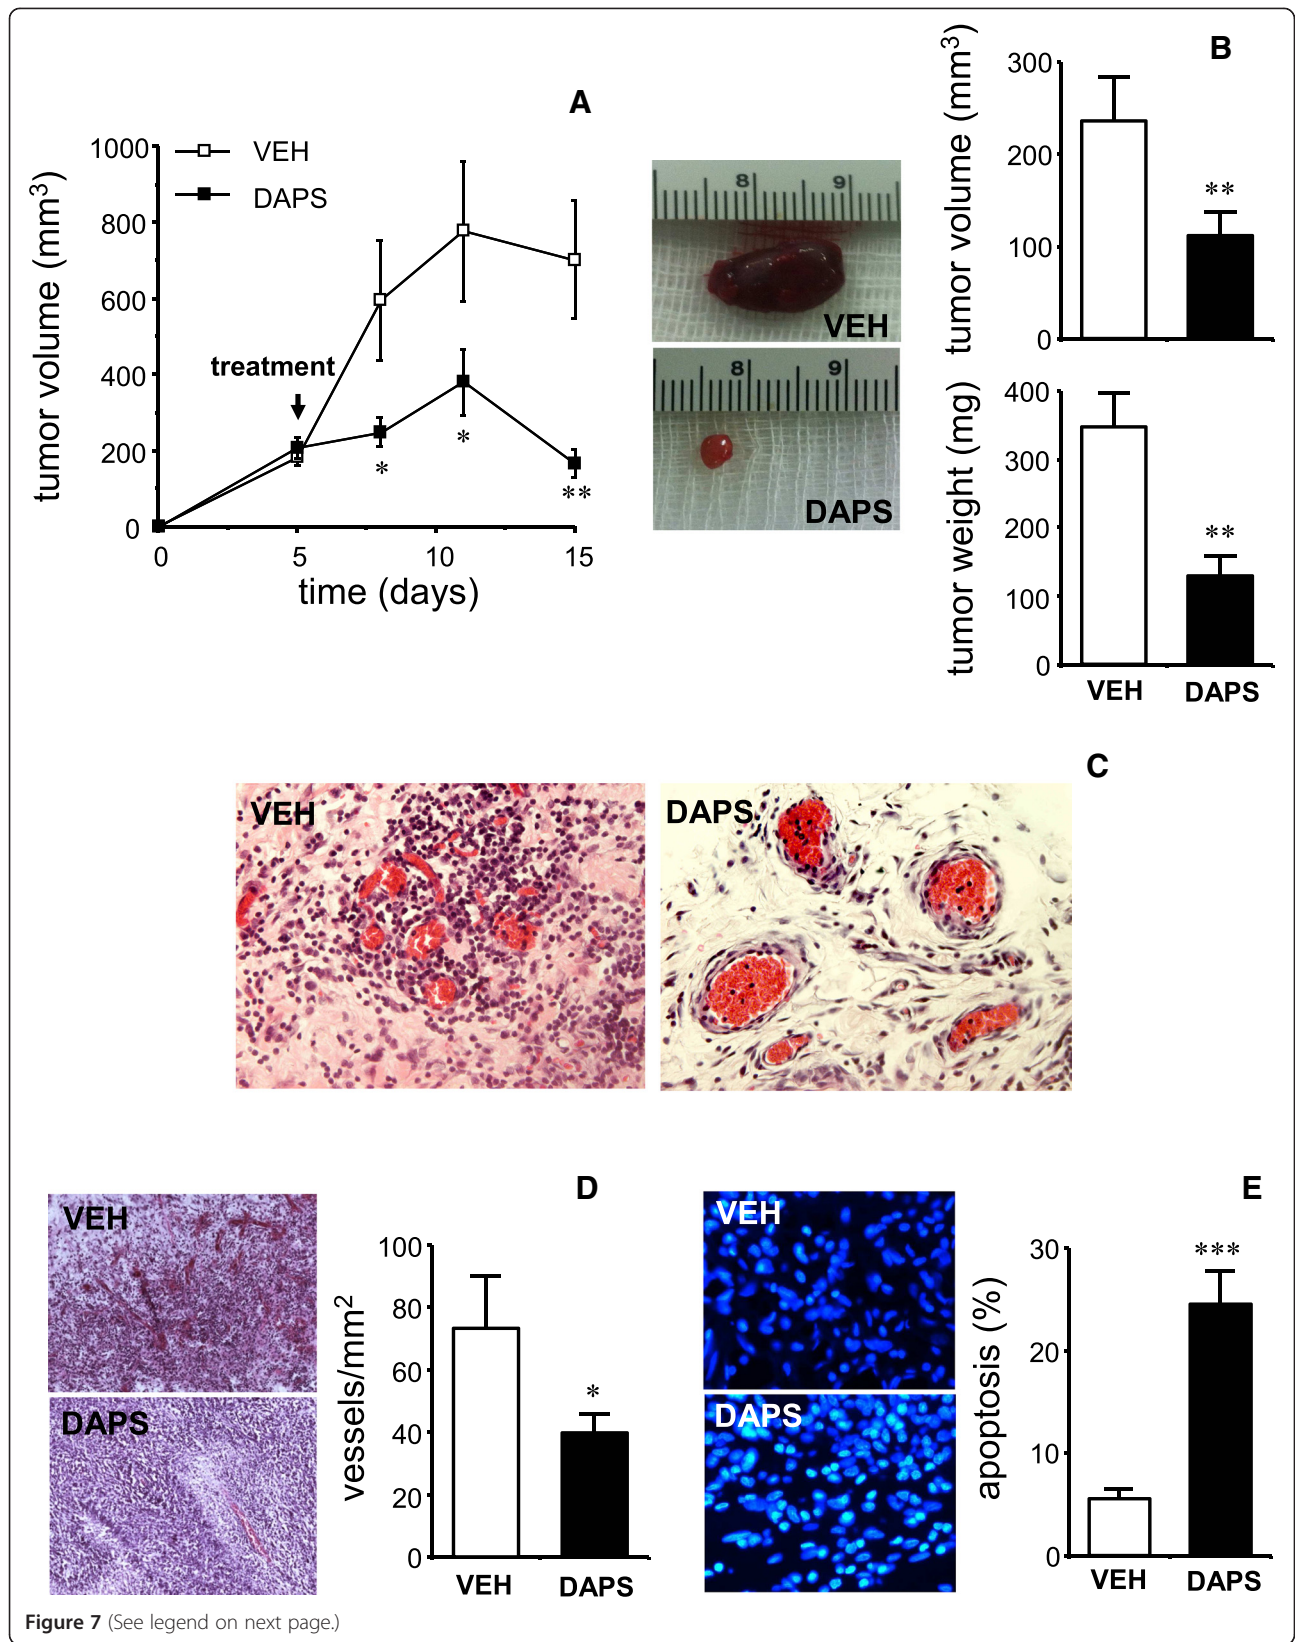 A
1000
800
600
400
200
0
tumor volume (mm³)
VEH
DAPS
treatment
*
*
**
0 5 10 15
time (days)
8 9
VEH
8 9
DAPS
B
300
200
100
0
tumor volume (mm³)
**
400
300
200
100
0
tumor weight (mg)
**
VEH DAPS
C
VEH
DAPS
D
VEH
DAPS
100
80
60
40
20
0
vessels/mm²
*
VEH DAPS
E
VEH
DAPS
30
20
10
0
apoptosis (%)
***
VEH DAPS
Figure 7 (See legend on next page.)